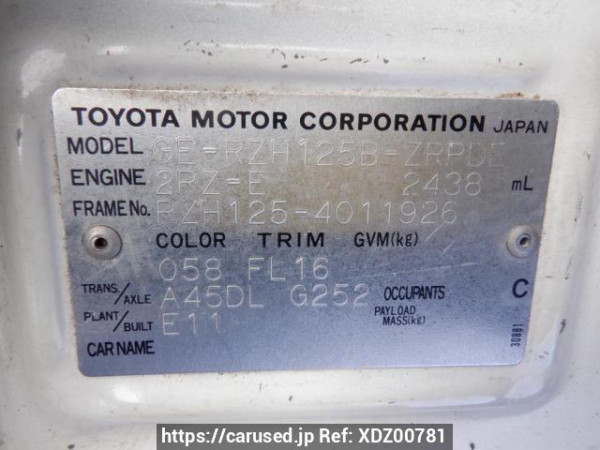 TOYOTA MOTOR CORPORATION JAPAN
MODEL GE-RZH125B-ZRPDE
ENGINE 2RZ-E 2438 mL
FRAME No. RZH125-4011926
COLOR TRIM GVM(kg)
058 FL16
TRANS./AXLE A45DL G252 OCCUPANTS C
PLANT/BUILT E11 PAYLOAD MASS(kg)
CAR NAME
30881
https://carused.jp Ref: XDZ00781